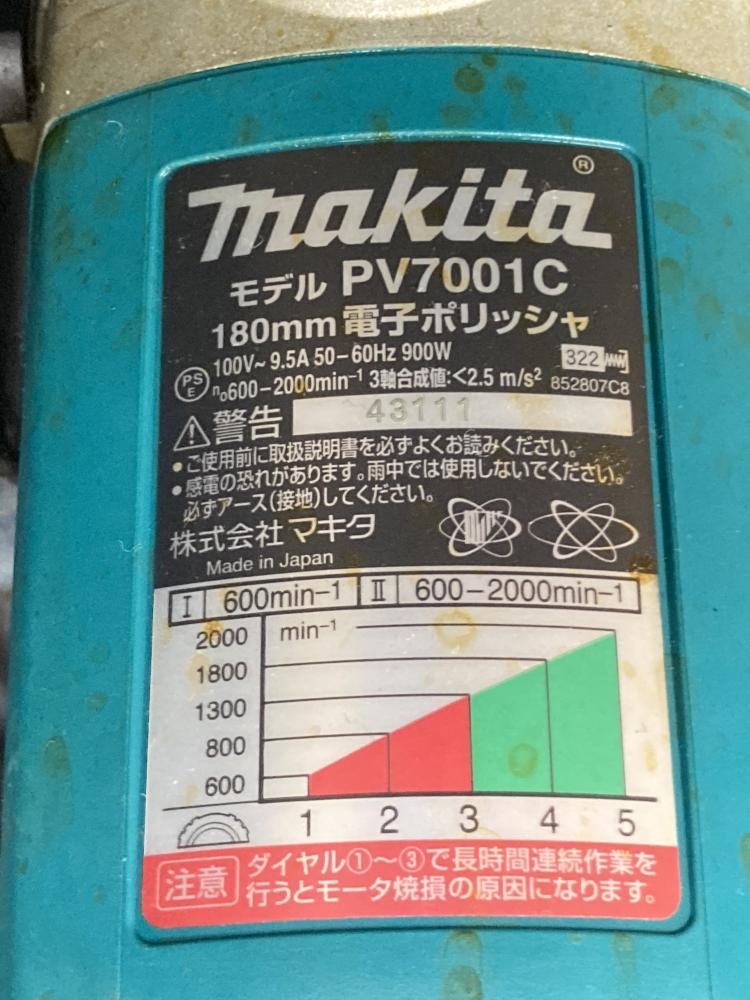 makita®
モデル PV7001C
180mm 電子ポリッシャ
100V~ 9.5A 50-60Hz 900W
322
PS E
n₀600-2000min⁻¹ 3軸合成値:<2.5 m/s²
852807C8
警告 43111
●ご使用前に取扱説明書を必ずよくお読みください。
●感電の恐れがあります。雨中では使用しないでください。
必ずアース(接地)してください。
株式会社 マキタ
Made in Japan
Ⅰ 600min-1 Ⅱ 600-2000min-1
min⁻¹
2000
1800
1300
800
600
1 2 3 4 5
注意 ダイヤル①~③で長時間連続作業を
行うとモータ焼損の原因になります。